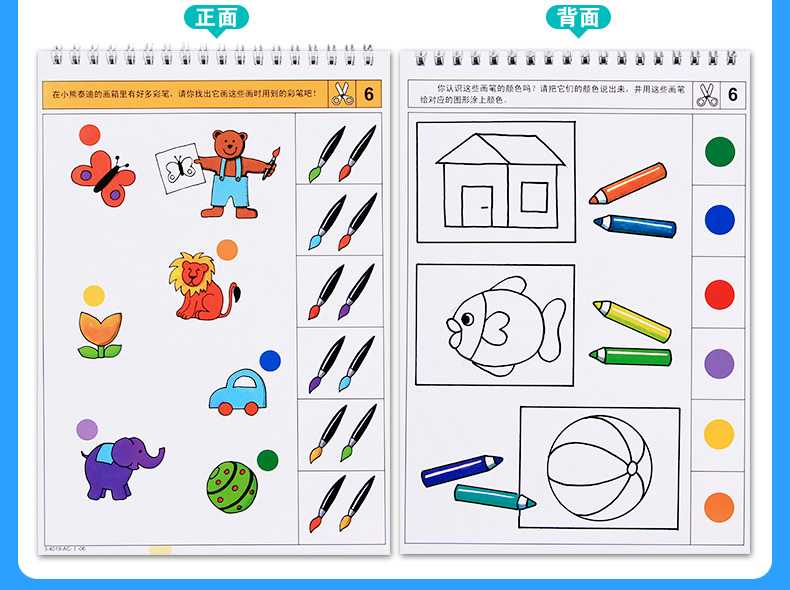 正面
背面
在小熊泰迪的画箱里有好多彩笔，请你找出它画这些画时用到的彩笔吧！
6
你认识这些画笔的颜色吗？请把它们的颜色说出来，并用这些画笔
给对应的图形涂上颜色。
6